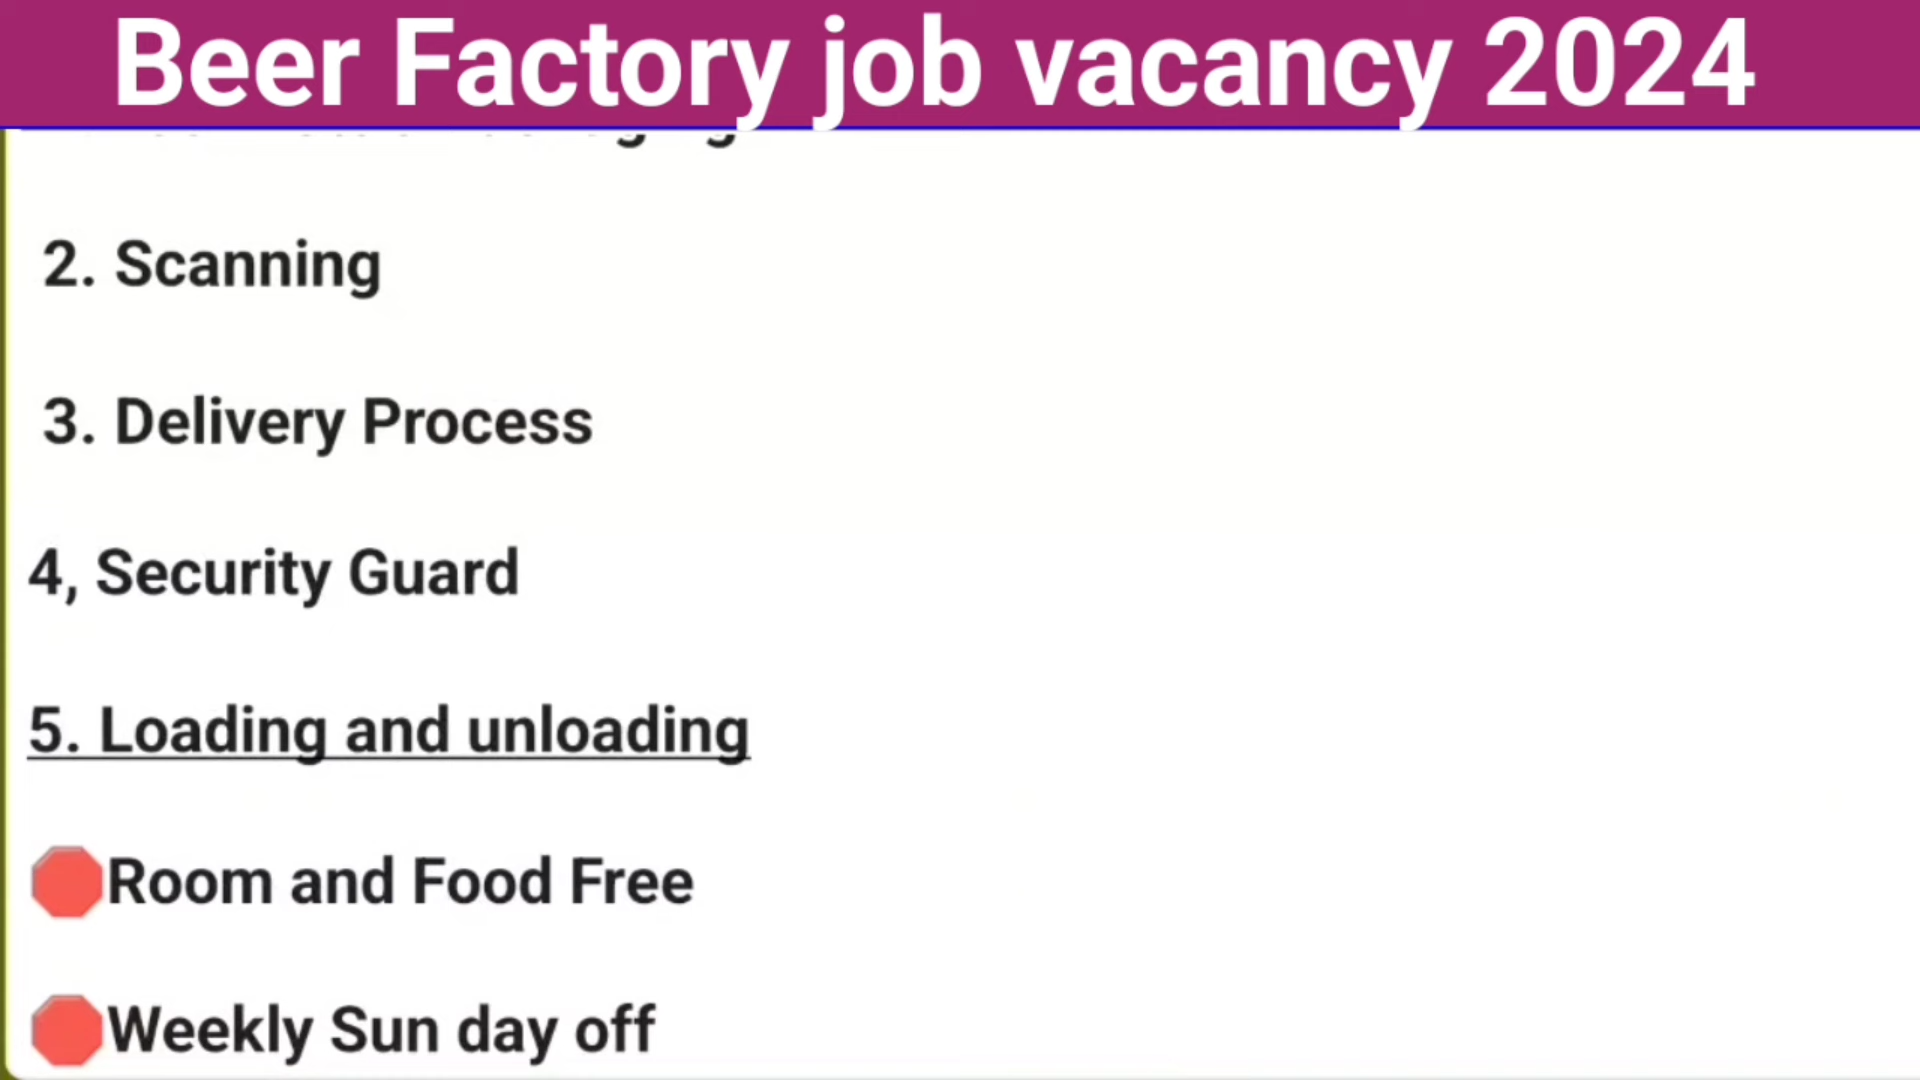 Beer Factory job vacancy 2024
2. Scanning
3. Delivery Process
4, Security Guard
5. Loading and unloading
Room and Food Free
Weekly Sun day off